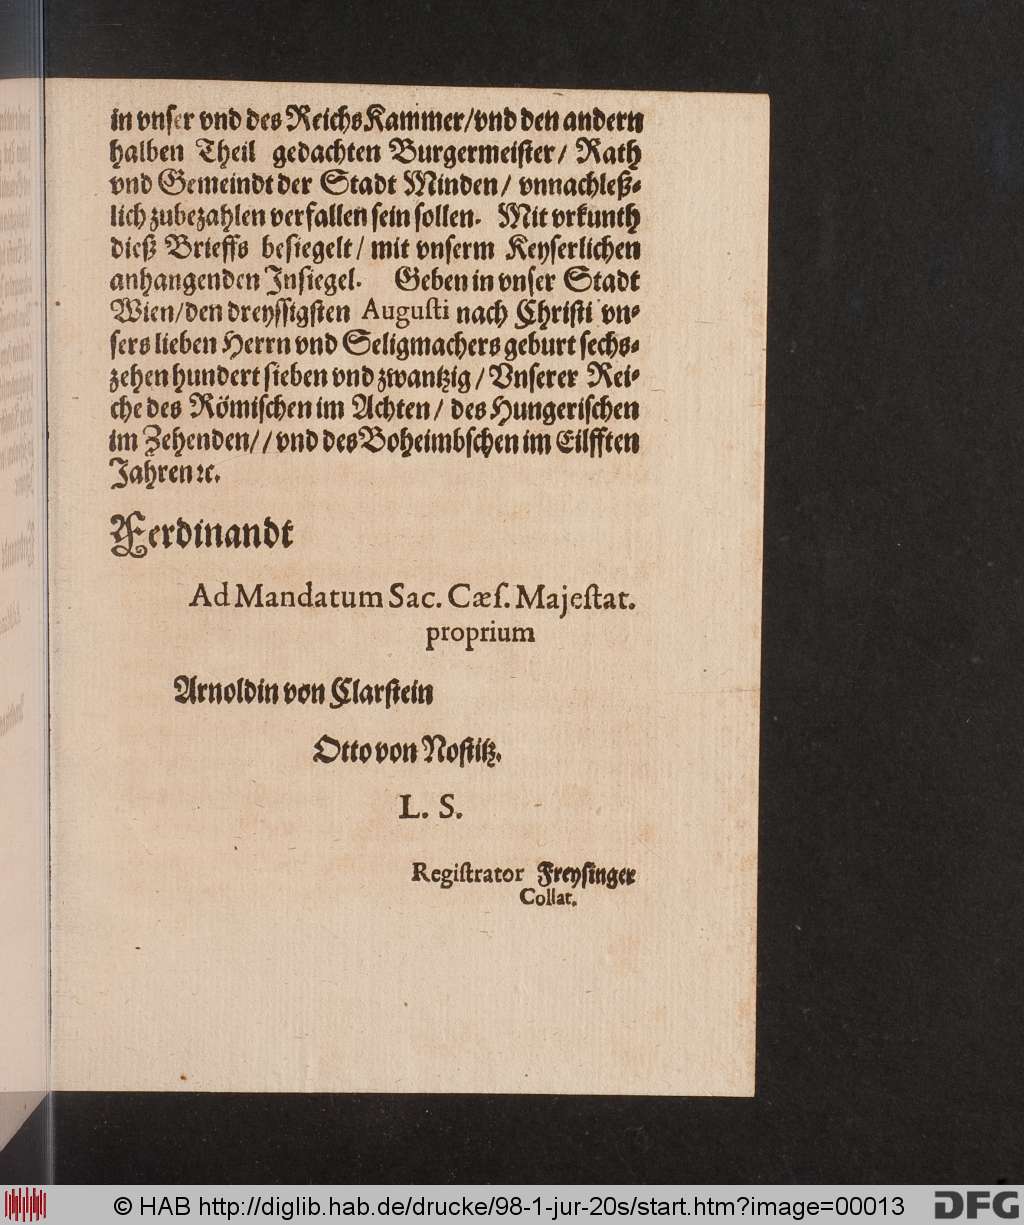 in vnser vnd des Reichs Kammer/vnd den andern
halben Theil gedachten Burgermeister/ Rath
vnd Gemeindt der Stadt Minden/ vnnachleß-
lich zubezahlen verfallen sein sollen. Mit vrkunth
dieß Brieffs besiegelt/ mit vnserm Keyserlichen
anhangenden Insiegel. Geben in vnser Stadt
Wien/den dreyssigsten Augusti nach Christi vn-
sers lieben Herrn vnd Seligmachers geburt sechs-
zehen hundert sieben vnd zwantzig/ Vnserer Rei-
che des Römischen im Achten/ des Hungerischen
im Zehenden// vnd des Boheimbschen im Eilfften
Jahren ꝛc.
Ferdinandt
Ad Mandatum Sac. Cæſ. Majeſtat.
proprium
Arnoldin von Clarstein
Otto von Nostitz.
L. S.
Regiſtrator Freysinger
Collat.
© HAB http://diglib.hab.de/drucke/98-1-jur-20s/start.htm?image=00013
DFG